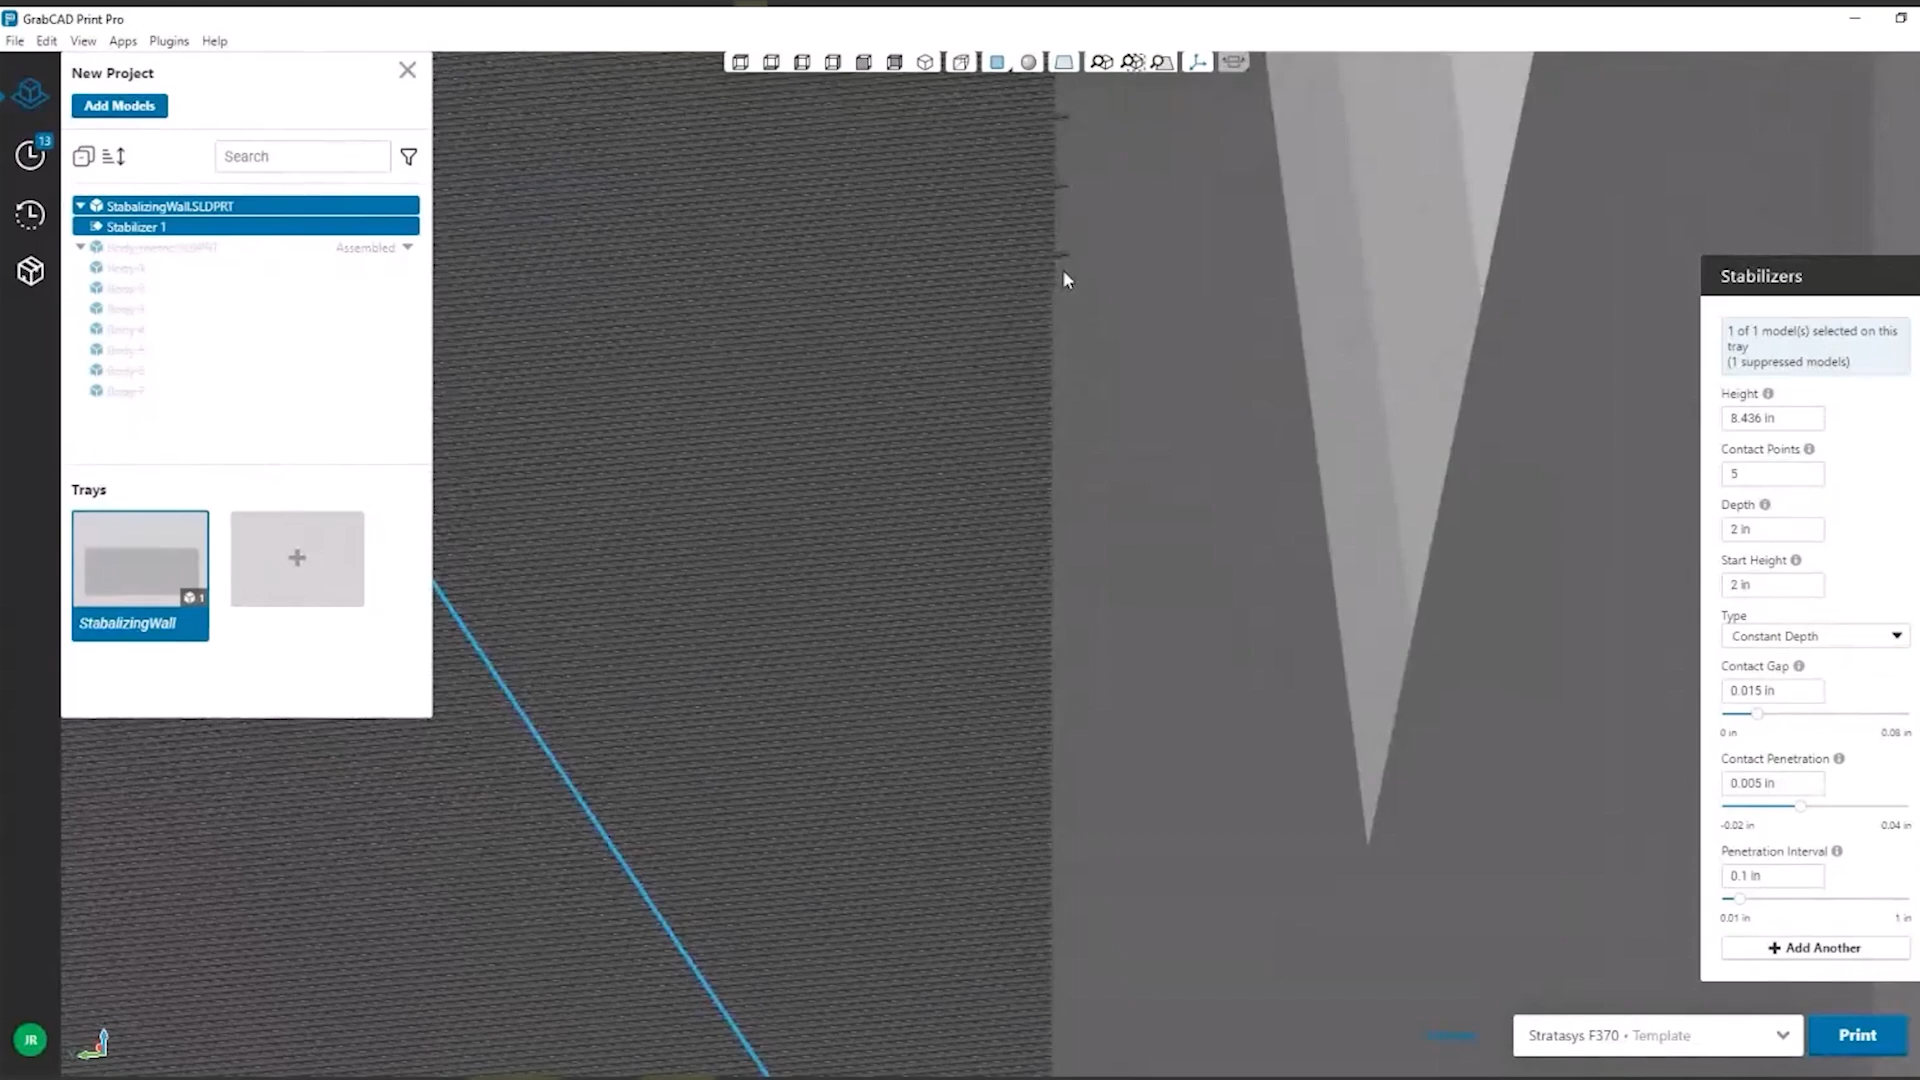 GrabCAD Print Pro
File Edit View Apps Plugins Help
New Project
Add Models
13
Search
StabalizingWall.SLDPRT
Stabilizer 1
Assembled
Trays
1
StabalizingWall
Stabilizers
1 of 1 model(s) selected on this
tray
(1 suppressed models)
Height
8.436 in
Contact Points
5
Depth
2 in
Start Height
2 in
Type
Constant Depth
Contact Gap
0.015 in
0 in 0.08 in
Contact Penetration
0.005 in
-0.02 in 0.04 in
Penetration Interval
0.1 in
0.01 in 1 in
Add Another
JR
Stratasys F370 • Template
Print